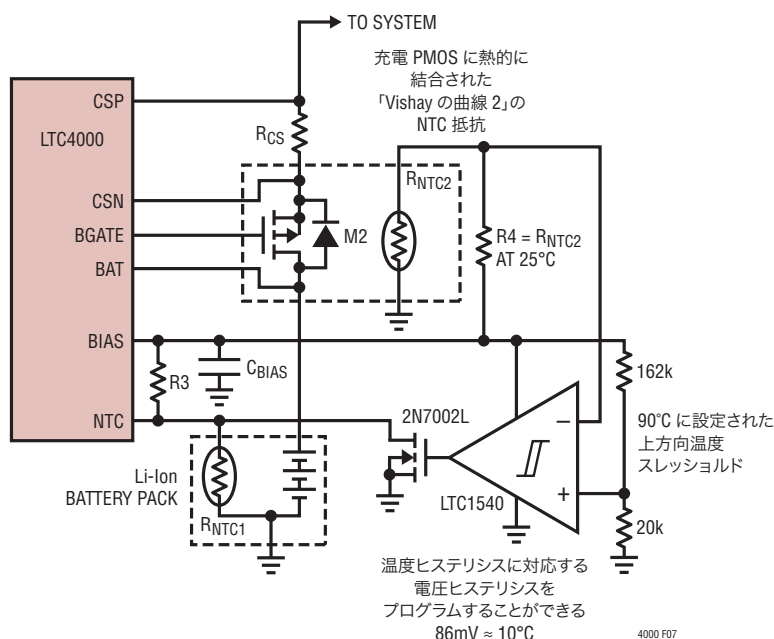 TO SYSTEM
充電 PMOS に熱的に
結合された
「Vishay の曲線 2」の
NTC 抵抗
CSP
LTC4000
RCS
CSN
RNTC2
BGATE
M2
R4 = RNTC2
AT 25°C
BAT
BIAS
CBIAS
R3
162k
NTC
2N7002L
90°C に設定された
上方向温度
スレッショルド
–
+
Li-Ion
BATTERY PACK
LTC1540
RNTC1
20k
温度ヒステリシスに対応する
電圧ヒステリシスを
プログラムすることができる
86mV ≈ 10°C
4000 F07